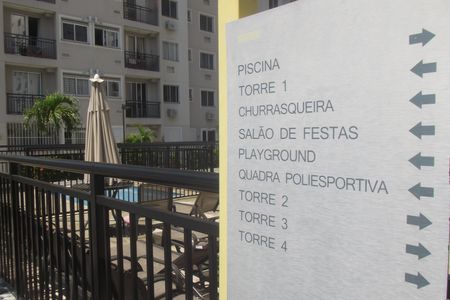 PISCINA
TORRE 1
CHURRASQUEIRA
SALÃO DE FESTAS
PLAYGROUND
QUADRA POLIESPORTIVA
TORRE 2
TORRE 3
TORRE 4